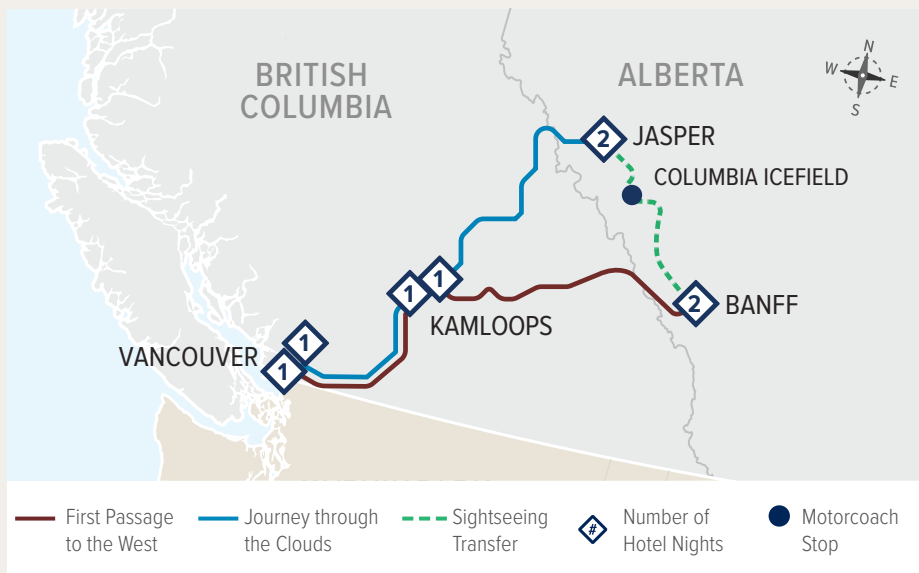 BRITISH
COLUMBIA
ALBERTA
N
W
E
S
2
JASPER
COLUMBIA ICEFIELD
1
1
KAMLOOPS
2
BANFF
1
VANCOUVER
1
First Passage
to the West
Journey through
the Clouds
Sightseeing
Transfer
#
Number of
Hotel Nights
Motorcoach
Stop